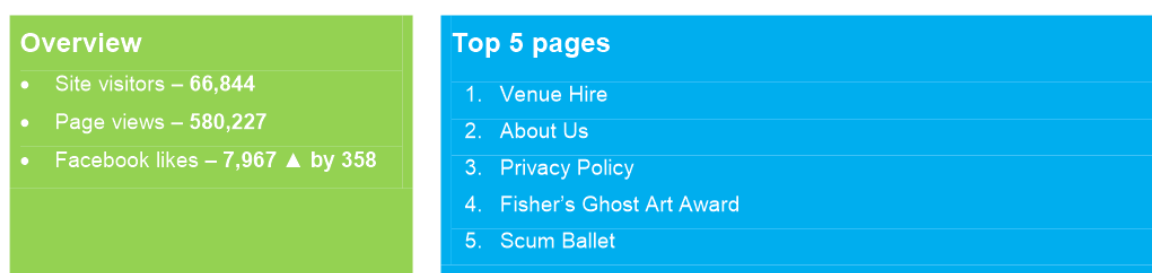 Overview
• Site visitors – 66,844
• Page views – 580,227
• Facebook likes – 7,967 ▲ by 358
Top 5 pages
1. Venue Hire
2. About Us
3. Privacy Policy
4. Fisher’s Ghost Art Award
5. Scum Ballet